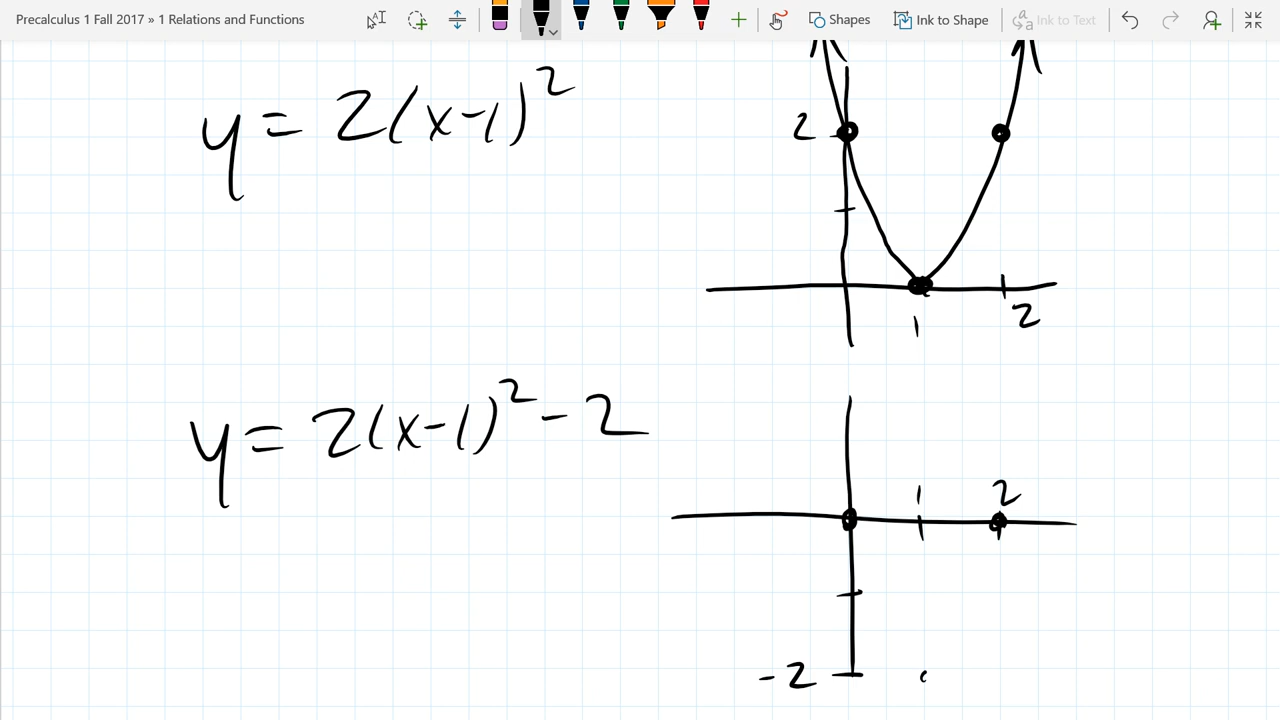 Precalculus 1 Fall 2017 » 1 Relations and Functions
Shapes
Ink to Shape
Ink to Text
y = 2(x-1)²
2
1
2
y = 2(x-1)² - 2
1
2
-2